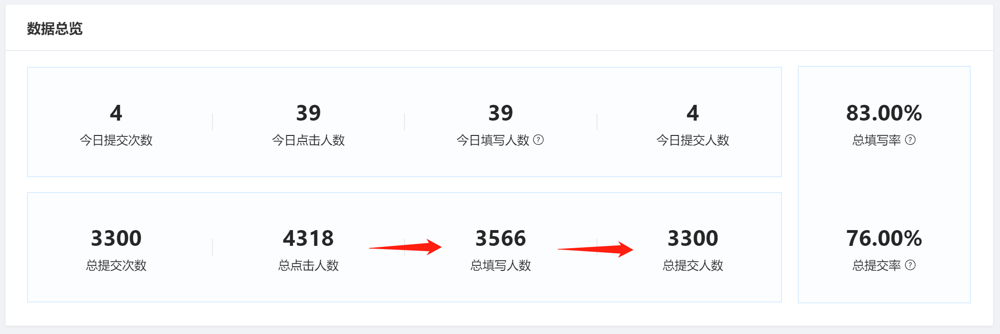 数据总览
4 39 39 4 83.00%
今日提交次数 今日点击人数 今日填写人数 ? 今日提交人数 总填写率 ?
3300 4318 3566 3300 76.00%
总提交次数 总点击人数 总填写人数 总提交人数 总提交率 ?